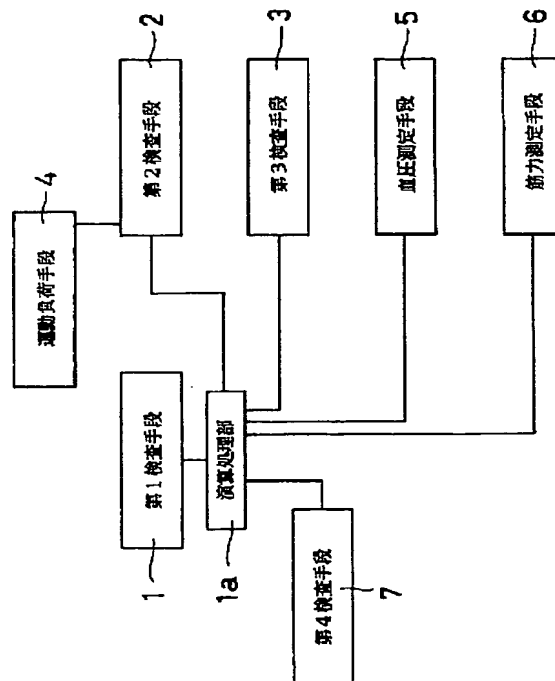 4
運動負荷手段
2
第2検査手段
3
第3検査手段
5
血圧測定手段
6
筋力測定手段
1
第1検査手段
1a
演算処理部
7
第4検査手段